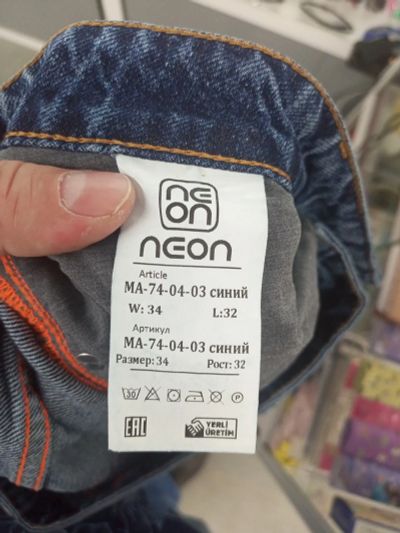 NE
ON
NEON
Article
MA-74-04-03 синий
W: 34 L:32
Артикул
MA-74-04-03 синий
Размер: 34 Рост: 32
30 P
EAC YERLİ
ÜRETİM